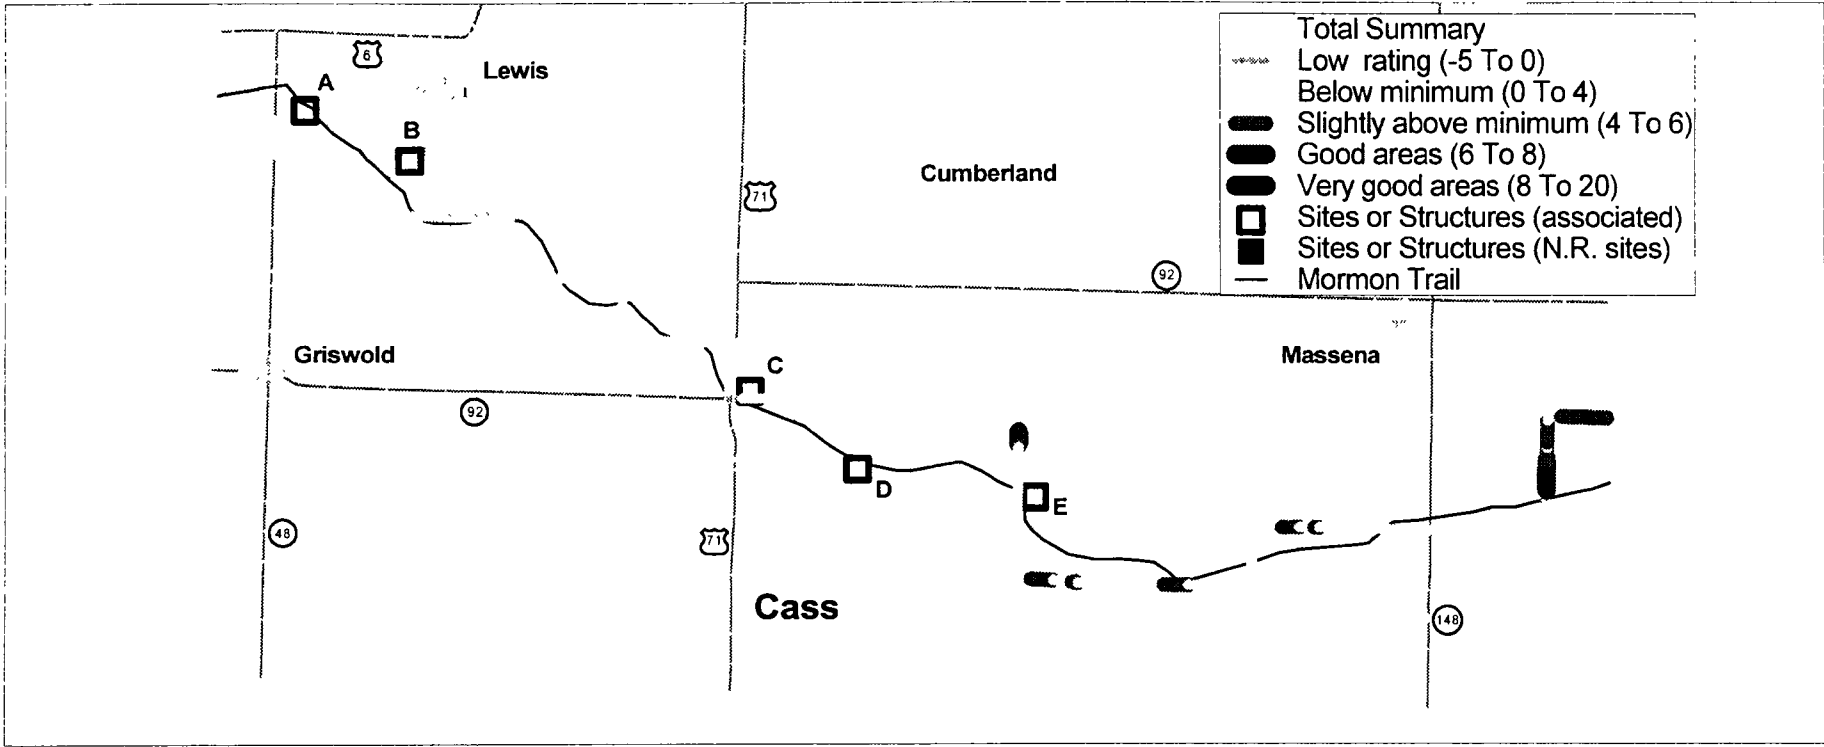 Total Summary
Low rating (-5 To 0)
Below minimum (0 To 4)
Slightly above minimum (4 To 6)
Good areas (6 To 8)
Very good areas (8 To 20)
Sites or Structures (associated)
Sites or Structures (N.R. sites)
Mormon Trail
6
Lewis
A
B
Cumberland
71
92
Griswold
Massena
C
92
D
E
48
71
Cass
148